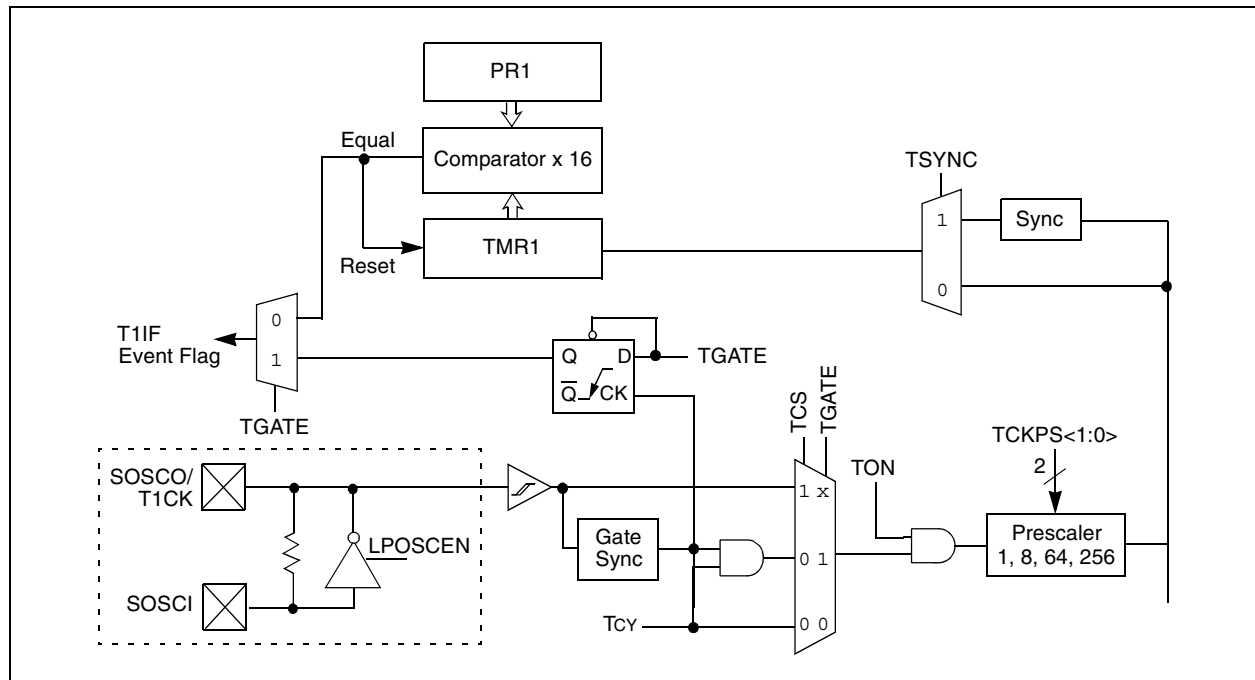 PR1
Equal
Comparator x 16
TSYNC
1
Sync
Reset
TMR1
0
T1IF
Event Flag
0
1
TGATE
Q
D
Q̅
CK
TGATE
TCS
TGATE
TCKPS<1:0>
2
TON
SOSCO/
T1CK
1 x
LPOSCEN
Gate
Sync
0 1
Prescaler
1, 8, 64, 256
SOSCI
TCY
0 0